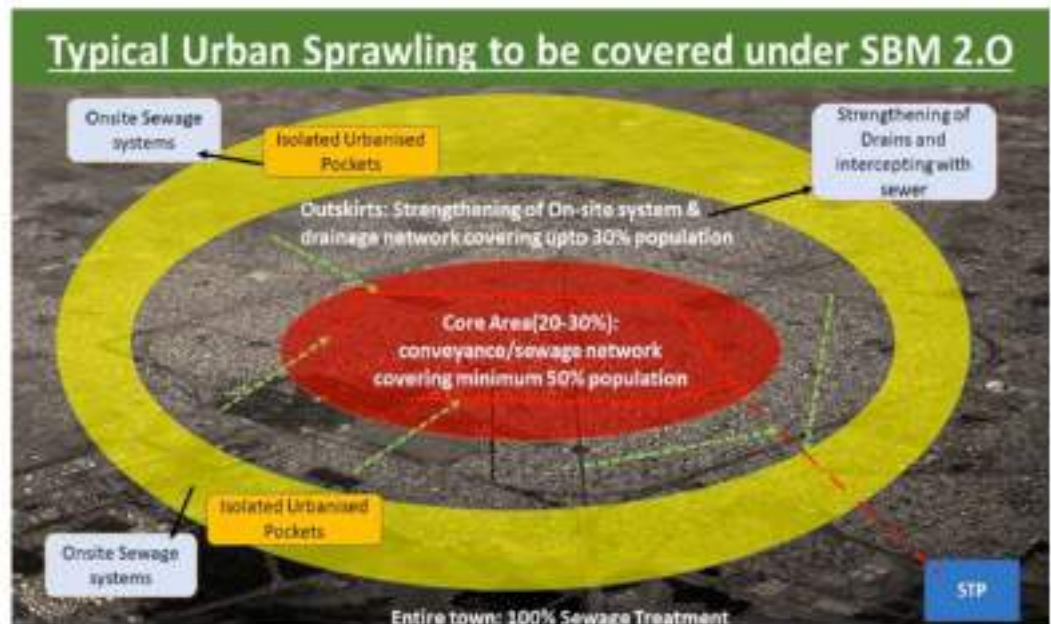 Typical Urban Sprawling to be covered under SBM 2.O
Onsite Sewage
systems
Isolated Urbanised
Pockets
Strengthening of
Drains and
intercepting with
sewer
Outskirts: Strengthening of On-site system &
drainage network covering upto 30% population
Core Area(20-30%):
conveyance/sewage network
covering minimum 50% population
Isolated Urbanised
Pockets
Onsite Sewage
systems
STP
Entire town: 100% Sewage Treatment